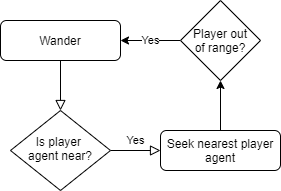 Wander
Yes
Player out
of range?
Is player
agent near?
Yes
Seek nearest player
agent